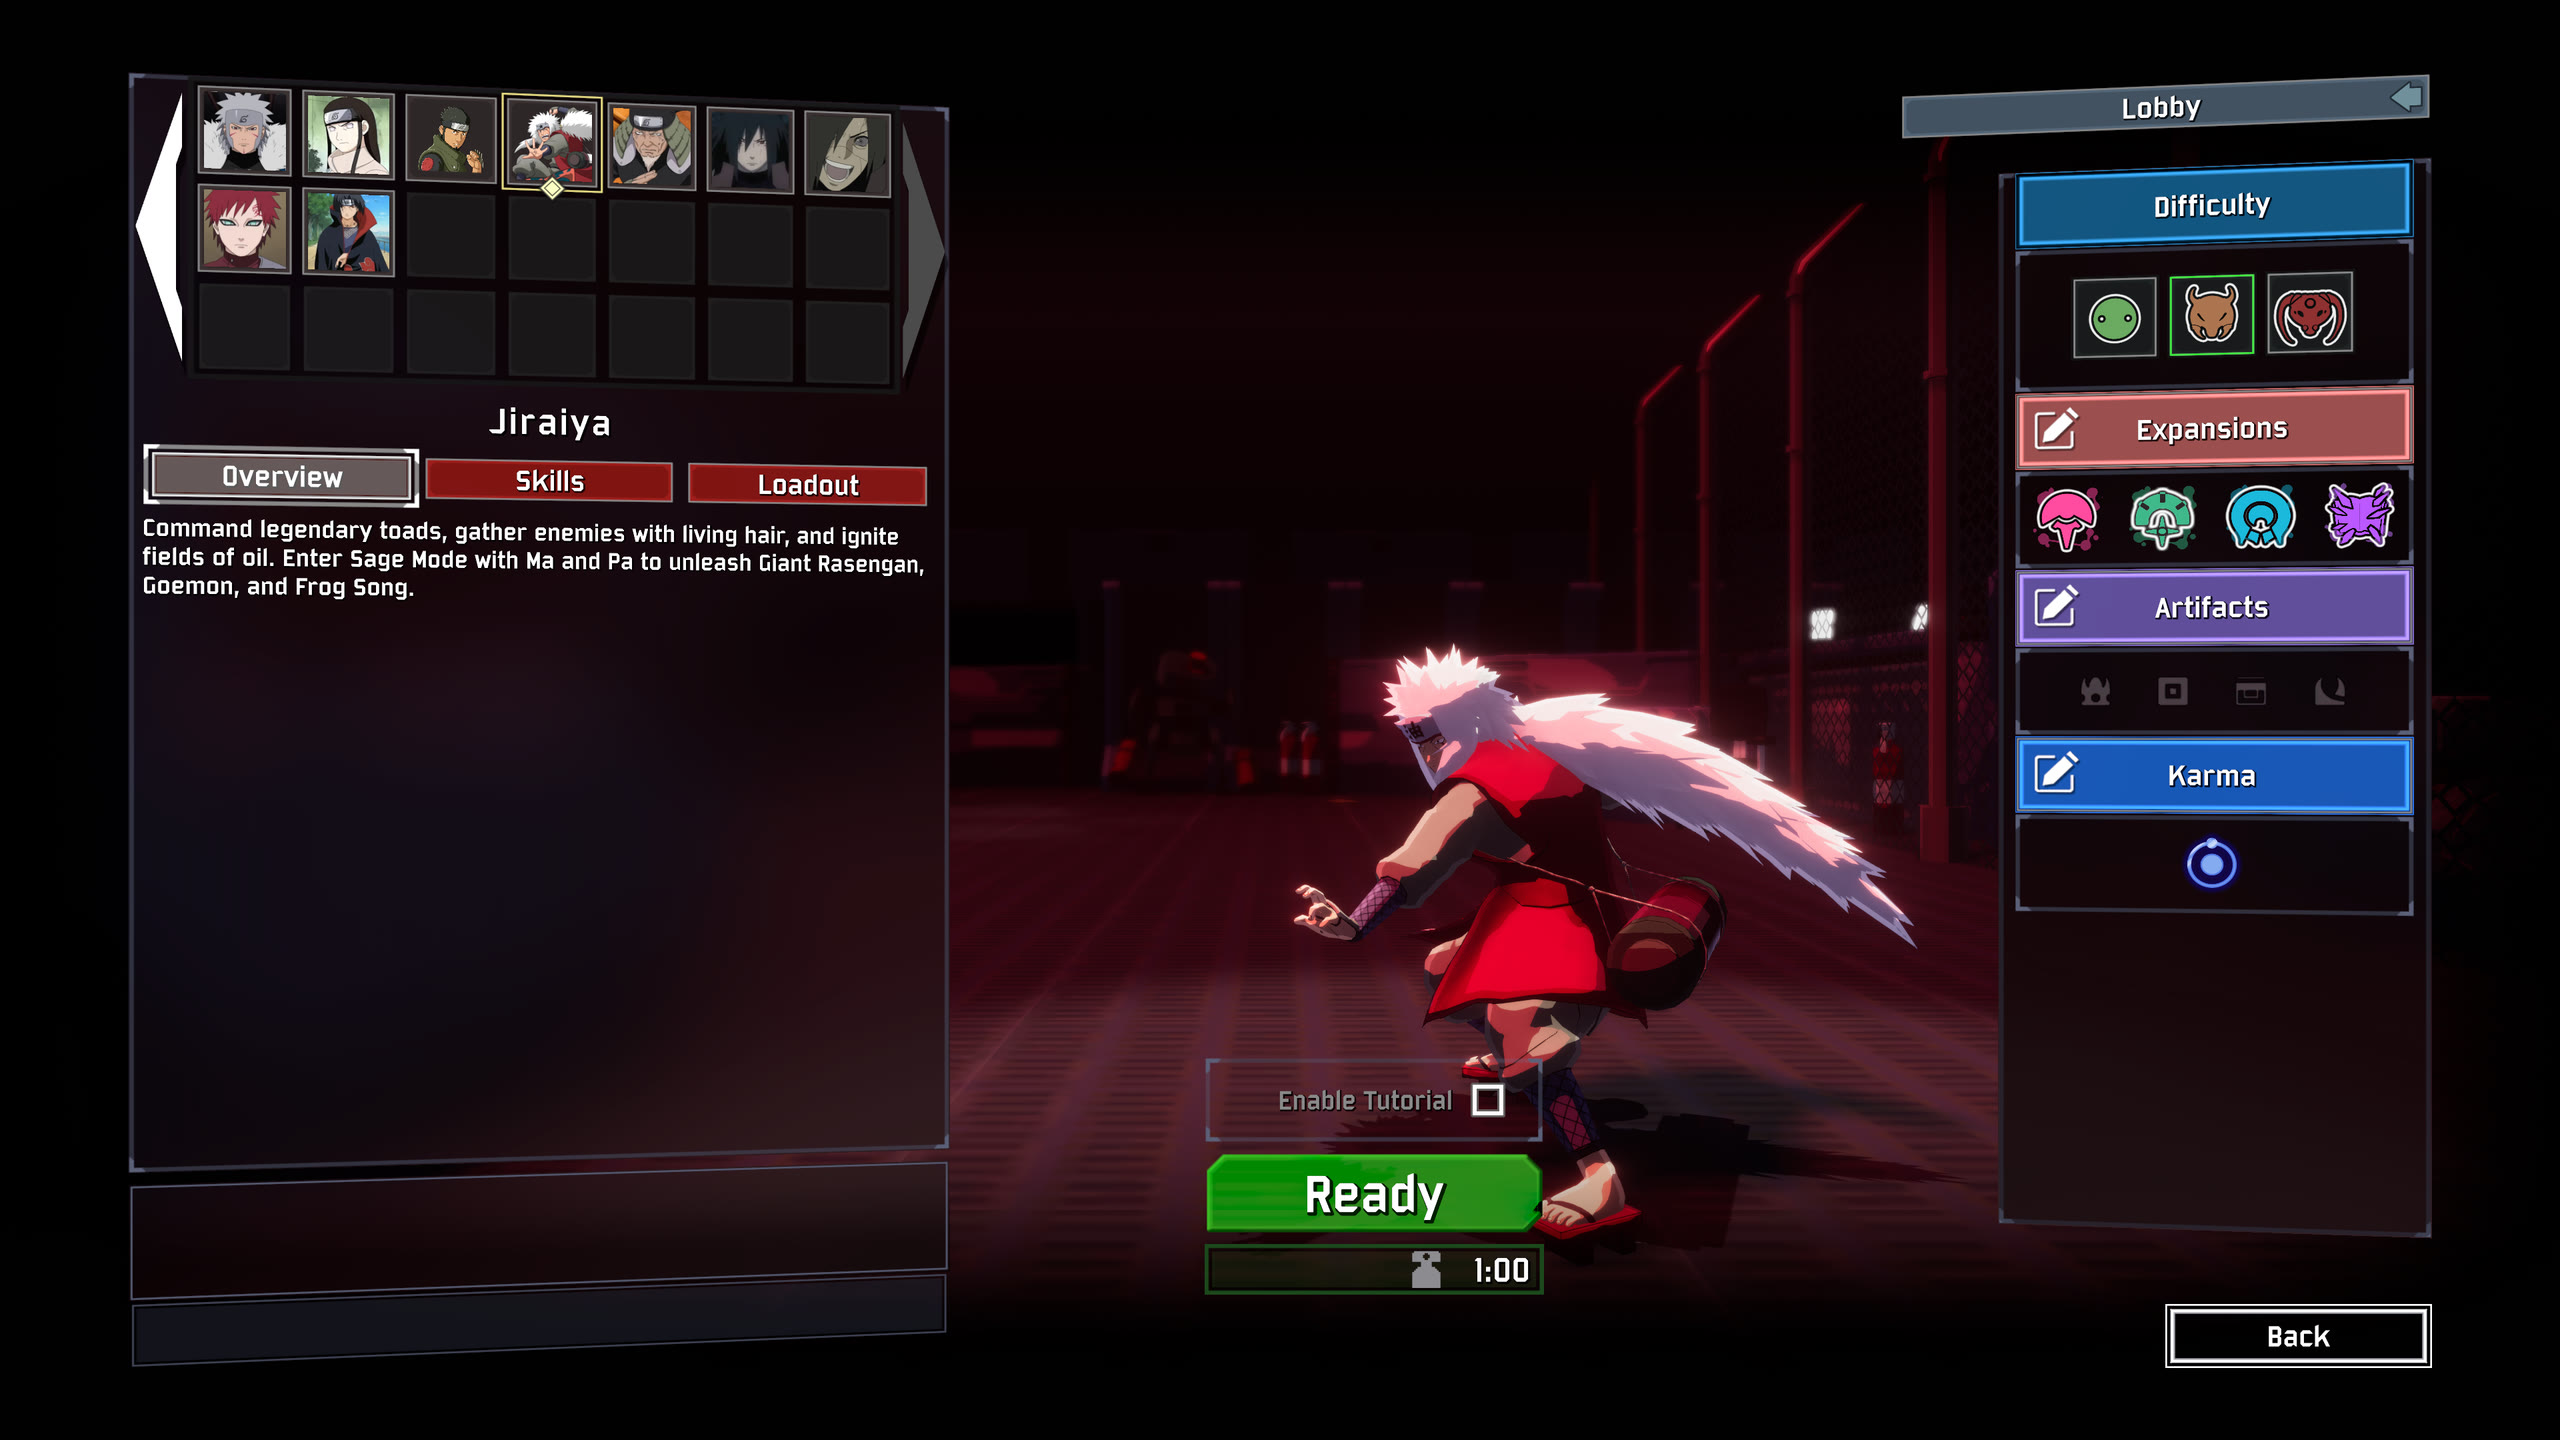 Lobby
Difficulty
Jiraiya
Expansions
Overview
Skills
Loadout
Command legendary toads, gather enemies with living hair, and ignite
fields of oil. Enter Sage Mode with Ma and Pa to unleash Giant Rasengan,
Goemon, and Frog Song.
Artifacts
Karma
油
Enable Tutorial
Ready
1:00
Back